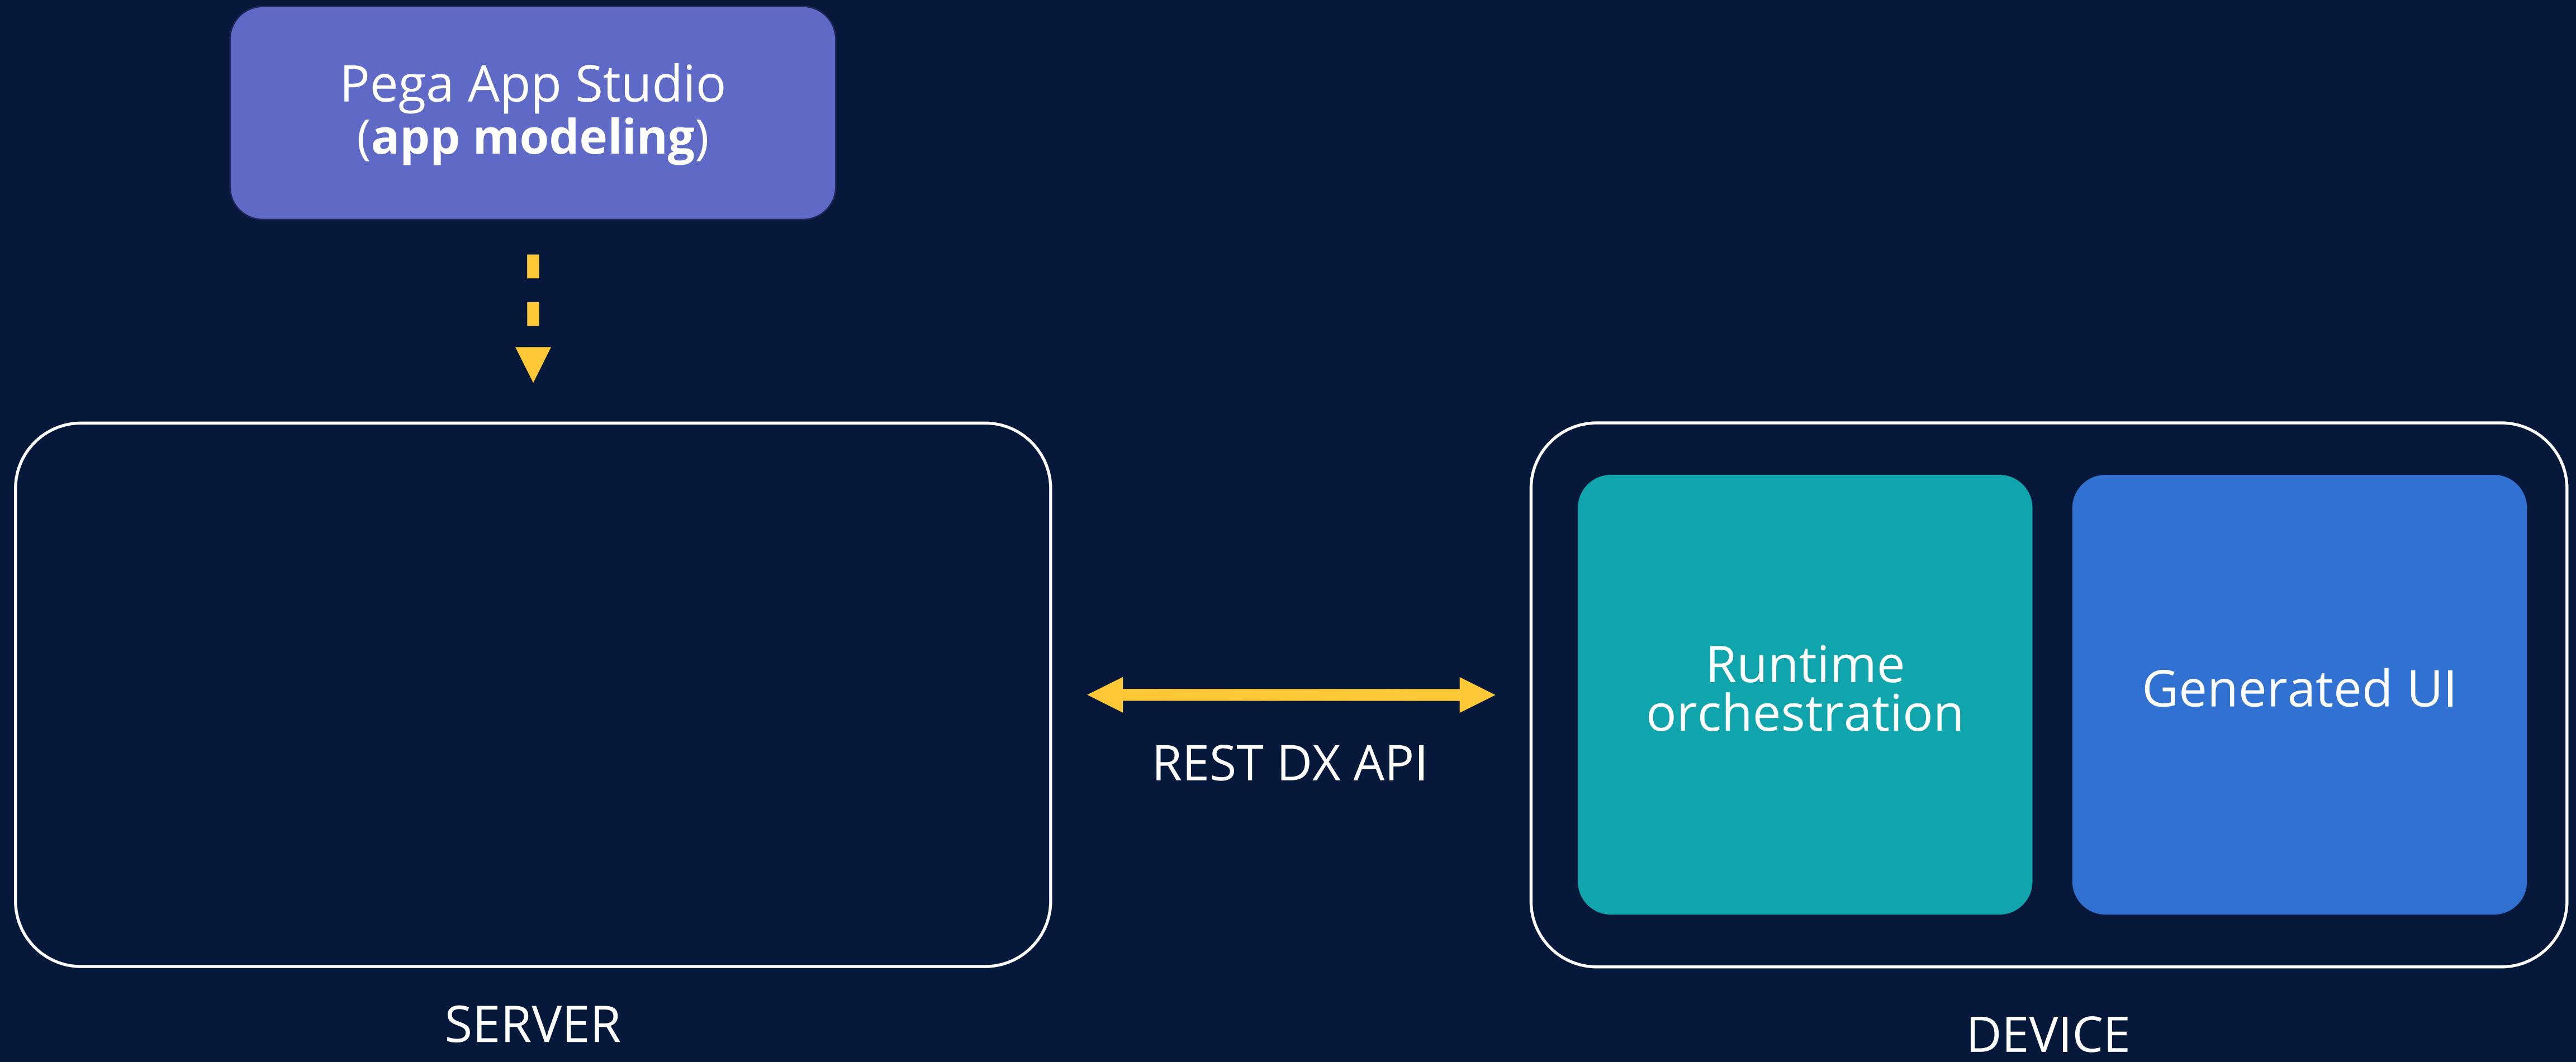 Pega App Studio
(app modeling)
Runtime
orchestration
Generated UI
REST DX API
SERVER
DEVICE